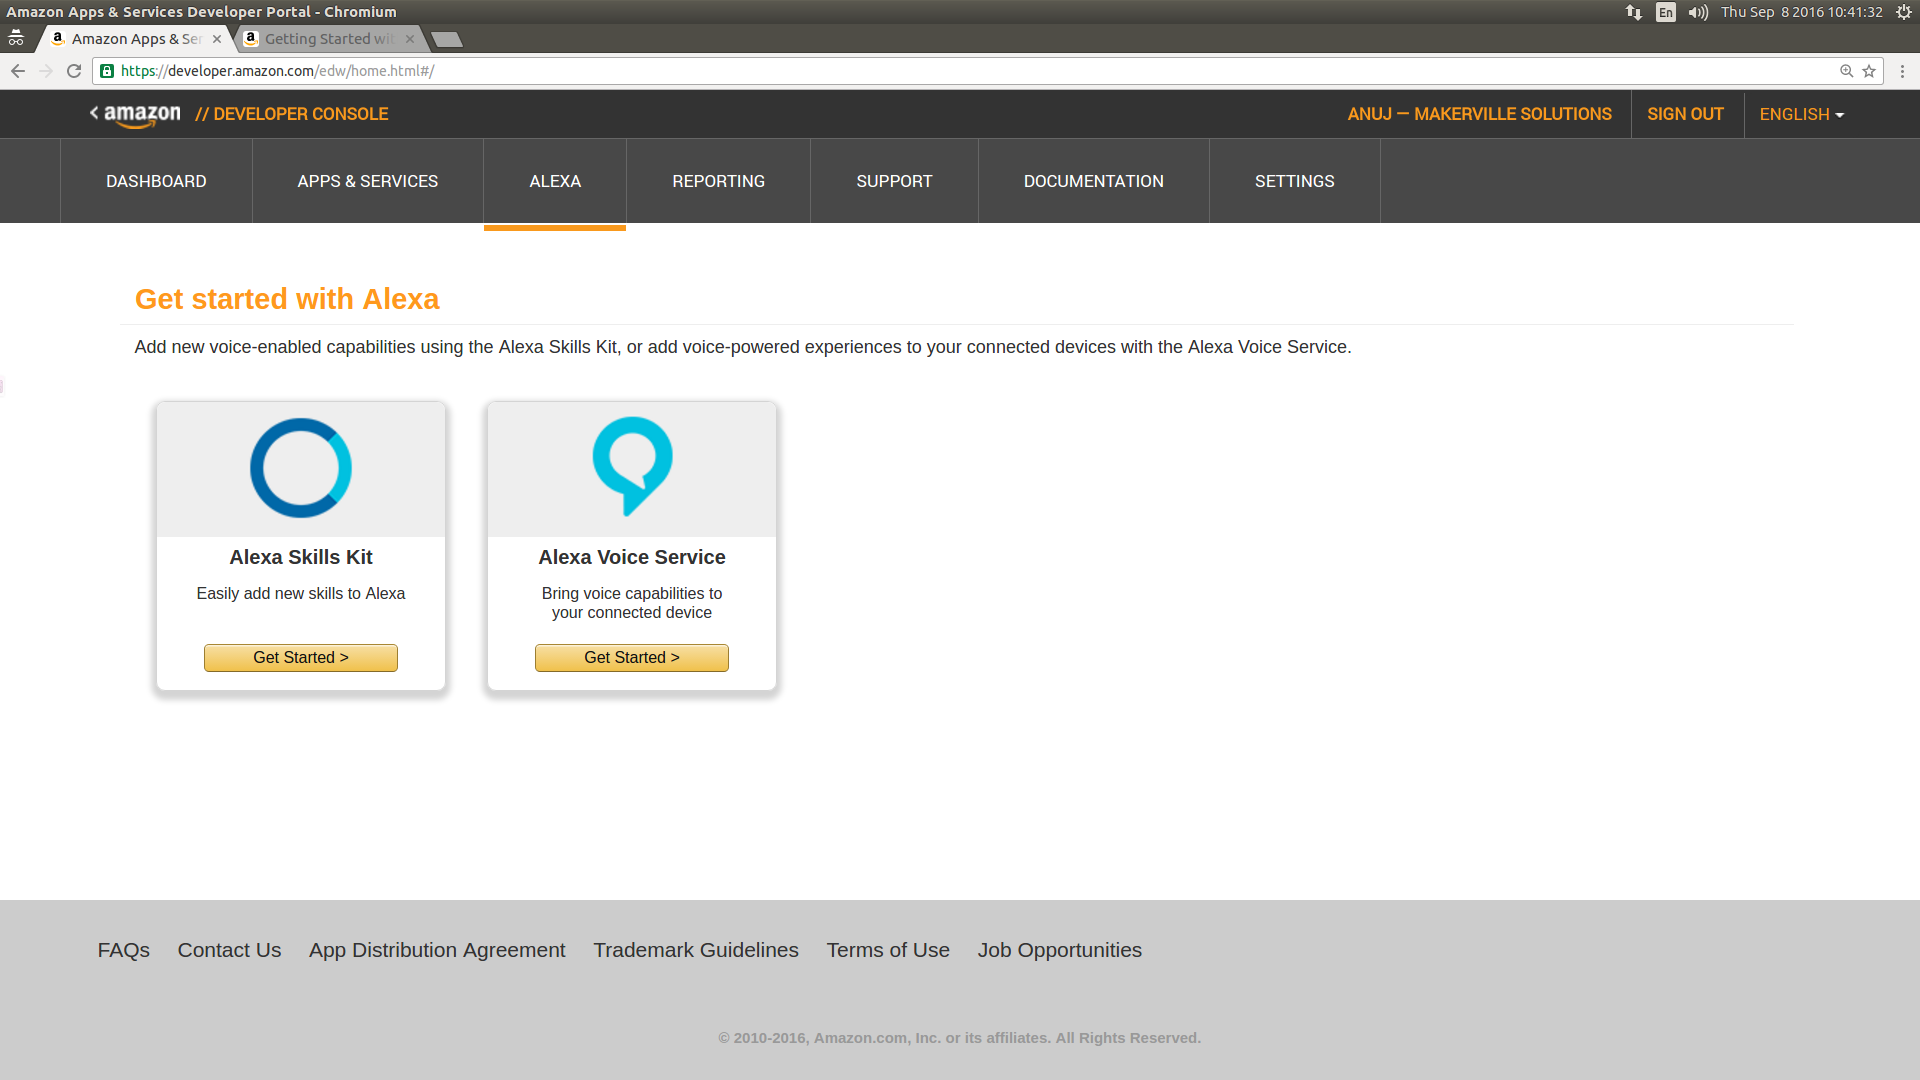 Amazon Apps & Services Developer Portal - Chromium
En
Thu Sep 8 2016 10:41:32
Amazon Apps & Ser
Getting Started wit
https://developer.amazon.com/edw/home.html#/
amazon // DEVELOPER CONSOLE
ANUJ — MAKERVILLE SOLUTIONS
SIGN OUT
ENGLISH
DASHBOARD
APPS & SERVICES
ALEXA
REPORTING
SUPPORT
DOCUMENTATION
SETTINGS
Get started with Alexa
Add new voice-enabled capabilities using the Alexa Skills Kit, or add voice-powered experiences to your connected devices with the Alexa Voice Service.
Alexa Skills Kit
Easily add new skills to Alexa
Get Started >
Alexa Voice Service
Bring voice capabilities to
your connected device
Get Started >
FAQs
Contact Us
App Distribution Agreement
Trademark Guidelines
Terms of Use
Job Opportunities
© 2010-2016, Amazon.com, Inc. or its affiliates. All Rights Reserved.